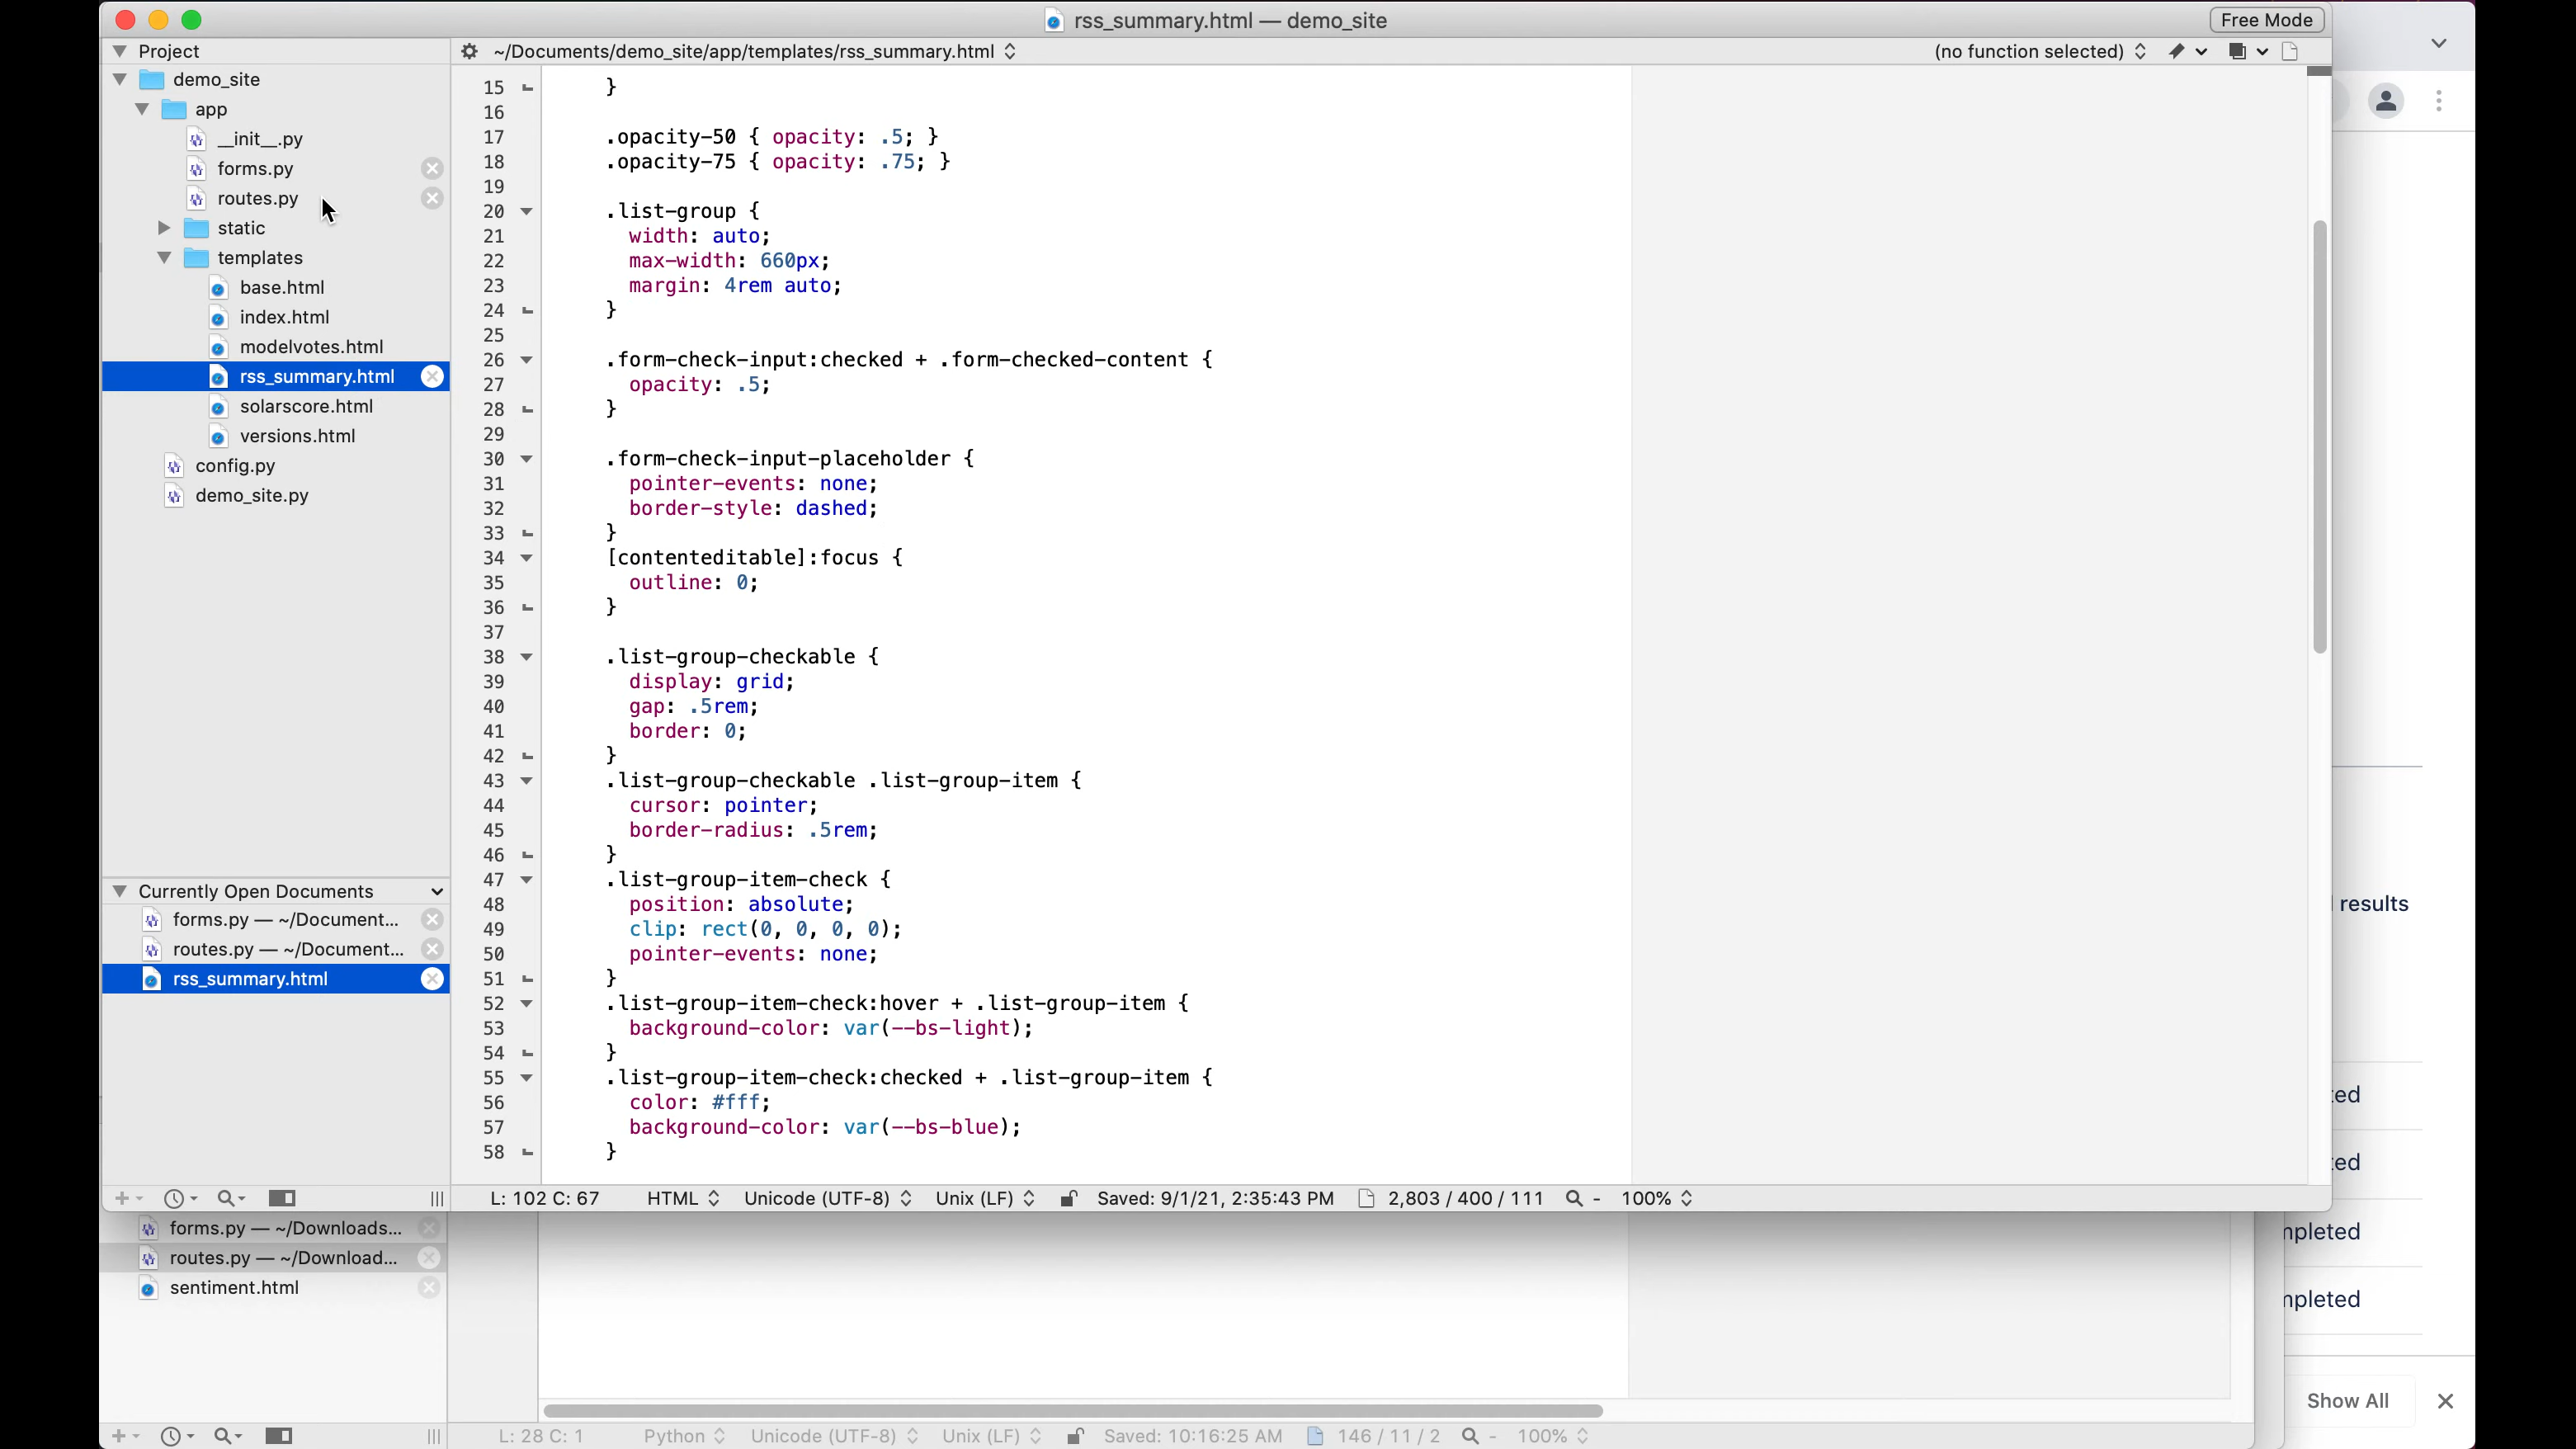 rss_summary.html — demo_site
Free Mode
Project
~/Documents/demo_site/app/templates/rss_summary.html
(no function selected)
demo_site
app
__init__.py
forms.py
routes.py
static
templates
base.html
index.html
modelvotes.html
rss_summary.html
solarscore.html
versions.html
config.py
demo_site.py
15 }
16
17 .opacity-50 { opacity: .5; }
18 .opacity-75 { opacity: .75; }
19
20 .list-group {
21 width: auto;
22 max-width: 660px;
23 margin: 4rem auto;
24 }
25
26 .form-check-input:checked + .form-checked-content {
27 opacity: .5;
28 }
29
30 .form-check-input-placeholder {
31 pointer-events: none;
32 border-style: dashed;
33 }
34 [contenteditable]:focus {
35 outline: 0;
36 }
37
38 .list-group-checkable {
39 display: grid;
40 gap: .5rem;
41 border: 0;
42 }
43 .list-group-checkable .list-group-item {
44 cursor: pointer;
45 border-radius: .5rem;
46 }
47 .list-group-item-check {
48 position: absolute;
49 clip: rect(0, 0, 0, 0);
50 pointer-events: none;
51 }
52 .list-group-item-check:hover + .list-group-item {
53 background-color: var(--bs-light);
54 }
55 .list-group-item-check:checked + .list-group-item {
56 color: #fff;
57 background-color: var(--bs-blue);
58 }
Currently Open Documents
forms.py — ~/Document...
routes.py — ~/Document...
rss_summary.html
L: 102 C: 67 HTML Unicode (UTF-8) Unix (LF) Saved: 9/1/21, 2:35:43 PM 2,803 / 400 / 111 - 100%
forms.py — ~/Downloads...
routes.py — ~/Download...
sentiment.html
L: 28 C: 1 Python Unicode (UTF-8) Unix (LF) Saved: 10:16:25 AM 146 / 11 / 2 - 100%
results
Show All